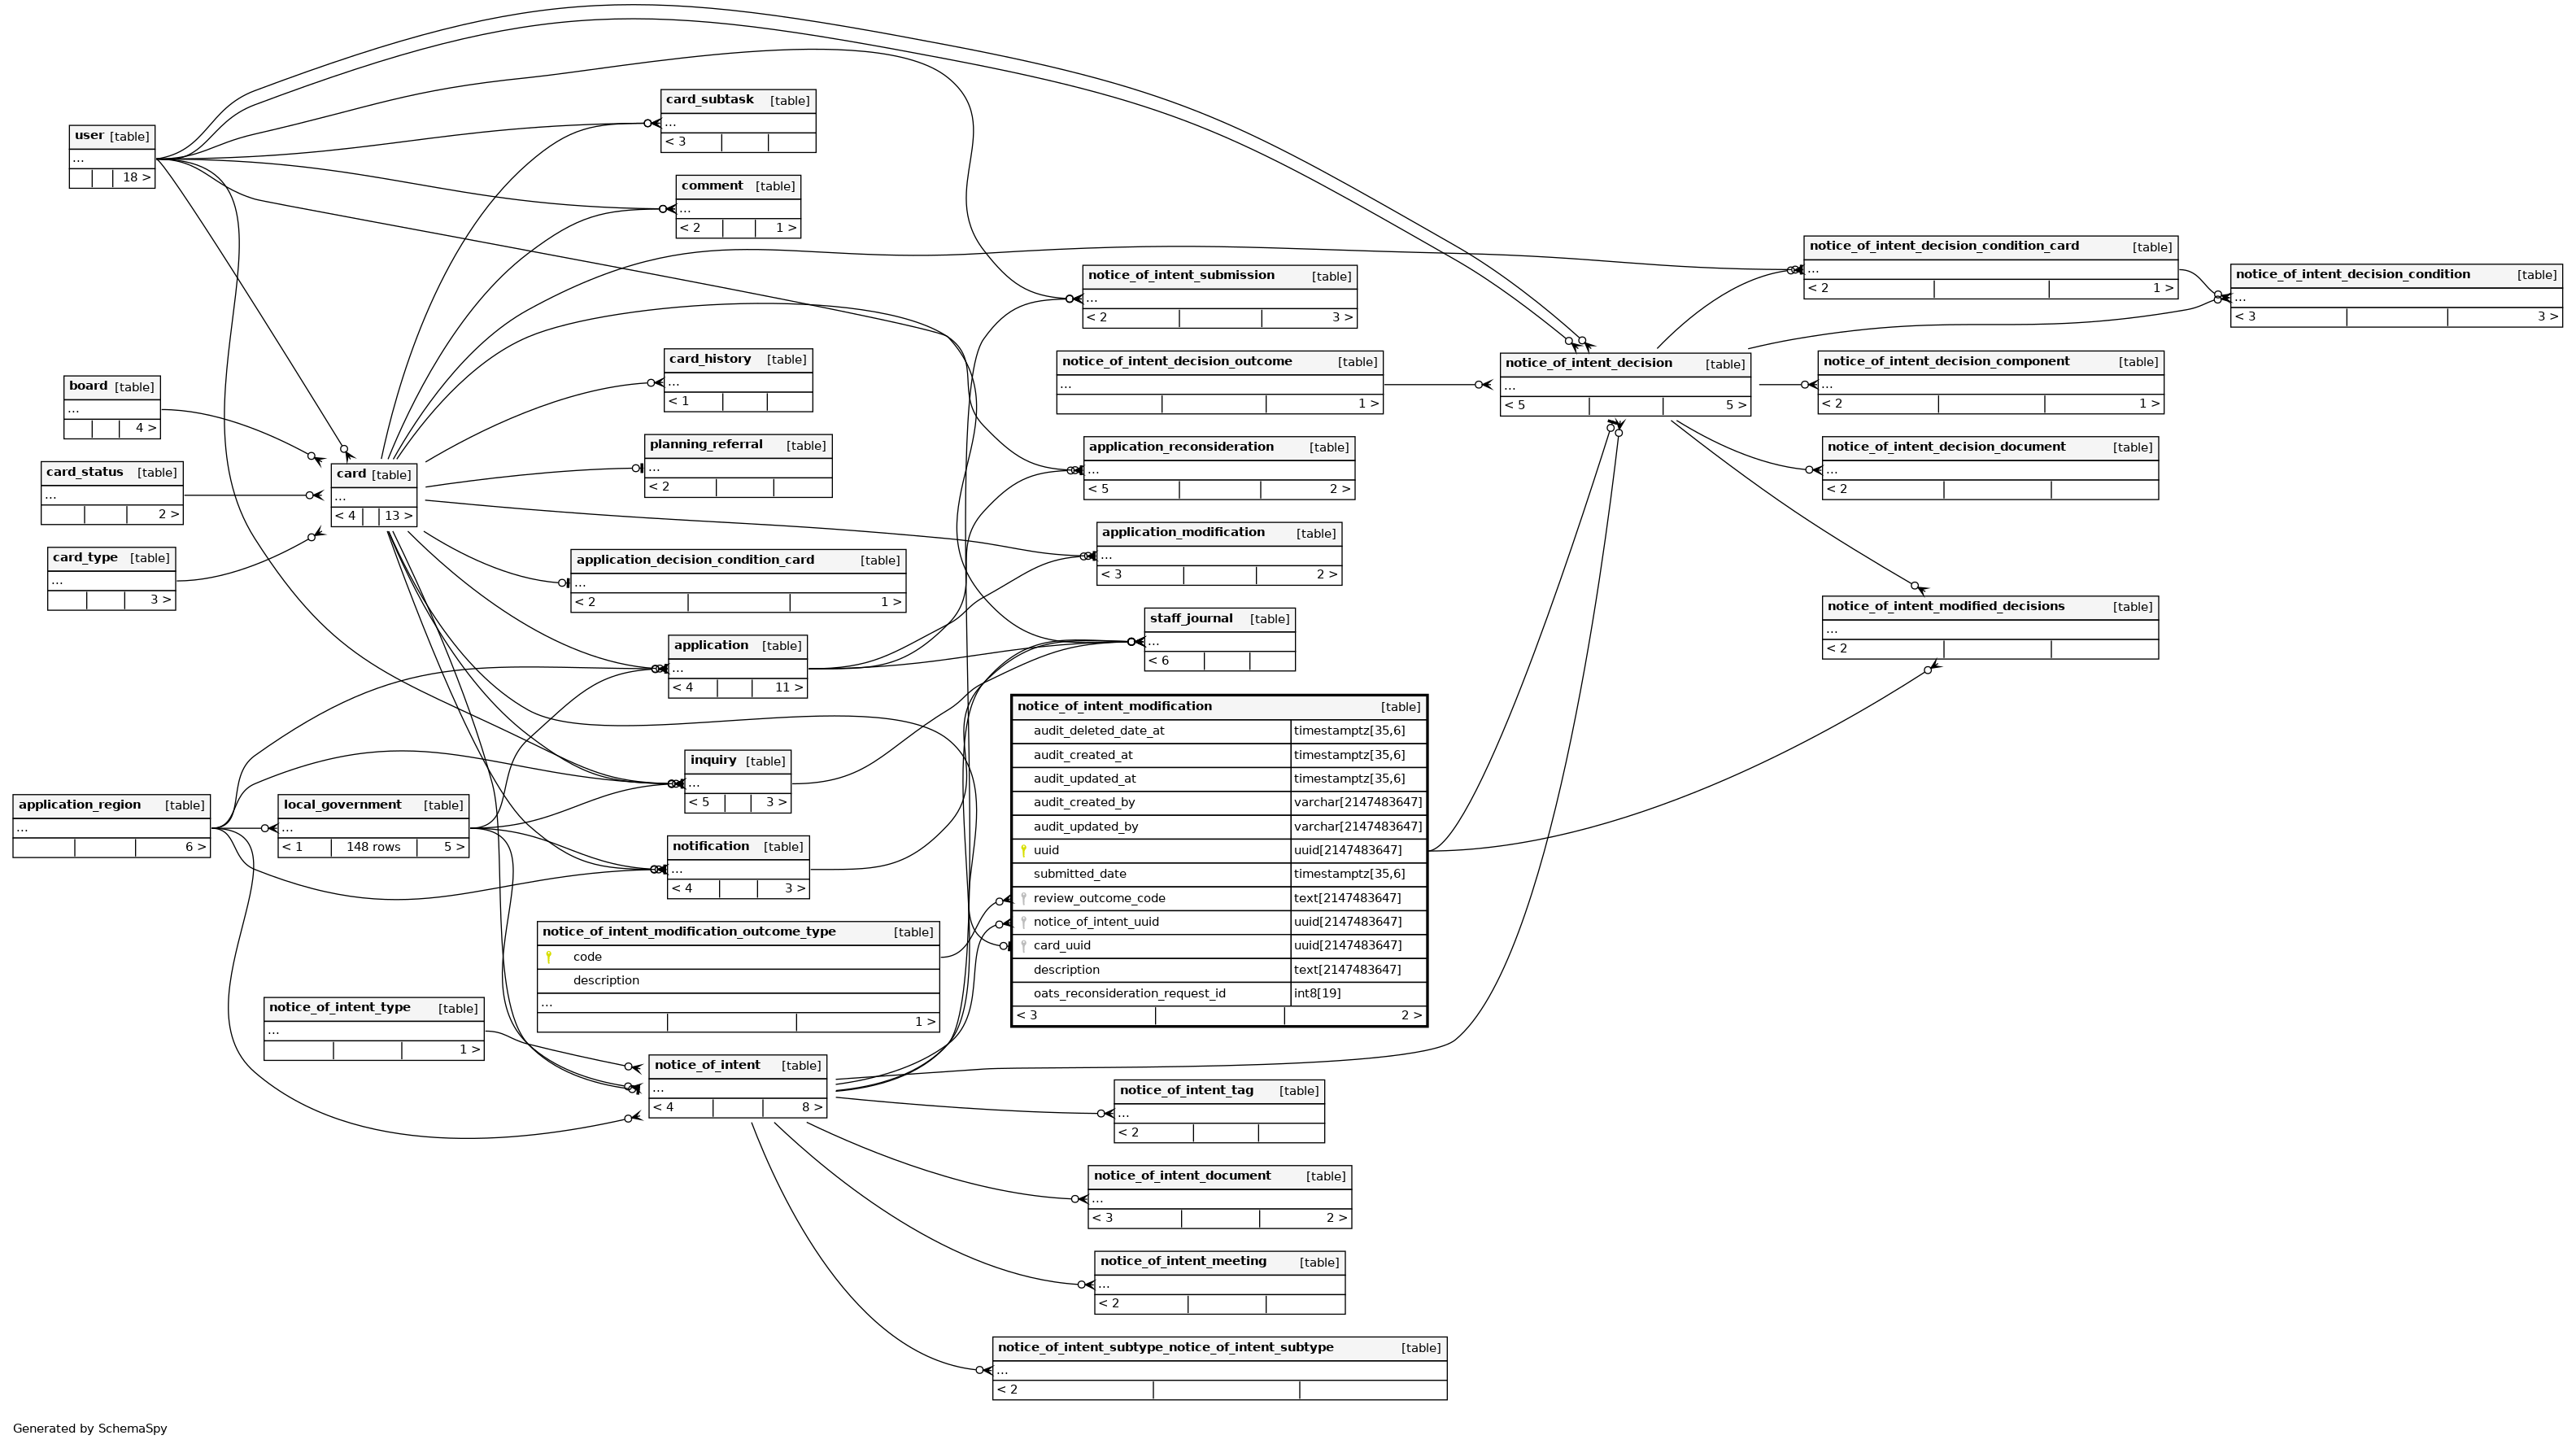 card_subtask [table]
...
< 3
user [table]
...
18 >
comment [table]
...
< 2 1 >
notice_of_intent_decision_condition_card [table]
...
< 2 1 >
notice_of_intent_submission [table]
...
< 2 3 >
notice_of_intent_decision_condition [table]
...
< 3 3 >
card_history [table]
...
< 1
notice_of_intent_decision_outcome [table]
...
1 >
notice_of_intent_decision [table]
...
< 5 5 >
notice_of_intent_decision_component [table]
...
< 2 1 >
board [table]
...
4 >
planning_referral [table]
...
< 2
application_reconsideration [table]
...
< 5 2 >
notice_of_intent_decision_document [table]
...
< 2
card_status [table]
...
2 >
card [table]
...
< 4 13 >
card_type [table]
...
3 >
application_decision_condition_card [table]
...
< 2 1 >
application_modification [table]
...
< 3 2 >
notice_of_intent_modified_decisions [table]
...
< 2
application [table]
...
< 4 11 >
staff_journal [table]
...
< 6
notice_of_intent_modification [table]
audit_deleted_date_at timestamptz[35,6]
audit_created_at timestamptz[35,6]
audit_updated_at timestamptz[35,6]
audit_created_by varchar[2147483647]
audit_updated_by varchar[2147483647]
uuid uuid[2147483647]
submitted_date timestamptz[35,6]
review_outcome_code text[2147483647]
notice_of_intent_uuid uuid[2147483647]
card_uuid uuid[2147483647]
description text[2147483647]
oats_reconsideration_request_id int8[19]
< 3 2 >
inquiry [table]
...
< 5 3 >
application_region [table]
...
6 >
local_government [table]
...
< 1 148 rows 5 >
notification [table]
...
< 4 3 >
notice_of_intent_modification_outcome_type [table]
code
description
...
1 >
notice_of_intent_type [table]
...
1 >
notice_of_intent [table]
...
< 4 8 >
notice_of_intent_tag [table]
...
< 2
notice_of_intent_document [table]
...
< 3 2 >
notice_of_intent_meeting [table]
...
< 2
notice_of_intent_subtype_notice_of_intent_subtype [table]
...
< 2
Generated by SchemaSpy